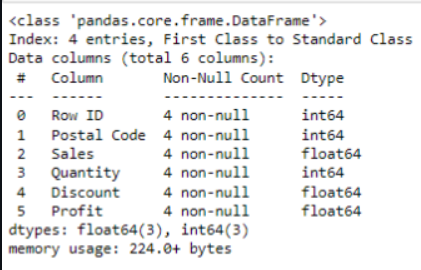 <class 'pandas.core.frame.DataFrame'>
Index: 4 entries, First Class to Standard Class
Data columns (total 6 columns):
 #   Column       Non-Null Count  Dtype
---  ------       --------------  -----
 0   Row ID       4 non-null      int64
 1   Postal Code  4 non-null      int64
 2   Sales        4 non-null      float64
 3   Quantity     4 non-null      int64
 4   Discount     4 non-null      float64
 5   Profit       4 non-null      float64
dtypes: float64(3), int64(3)
memory usage: 224.0+ bytes